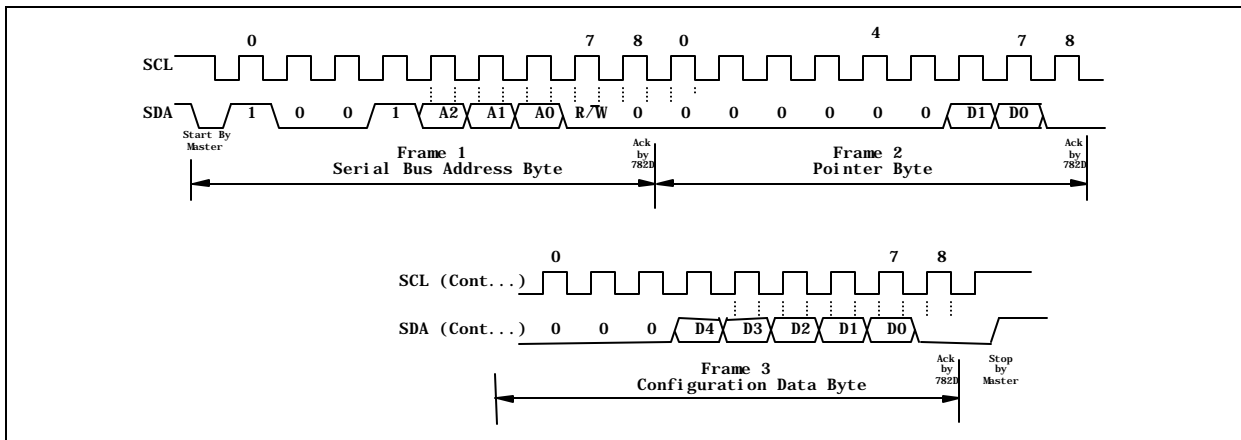 0 7 8 0 4 7 8
SCL
SDA 1 0 0 1 A2 A1 A0 R/W 0 0 0 0 0 0 D1 D0
Start By
Master
Frame 1
Serial Bus Address Byte
Ack
by
782D
Frame 2
Pointer Byte
Ack
by
782D
0 7 8
SCL (Cont...)
SDA (Cont...) 0 0 0 D4 D3 D2 D1 D0
Frame 3
Configuration Data Byte
Ack
by
782D
Stop
by
Master